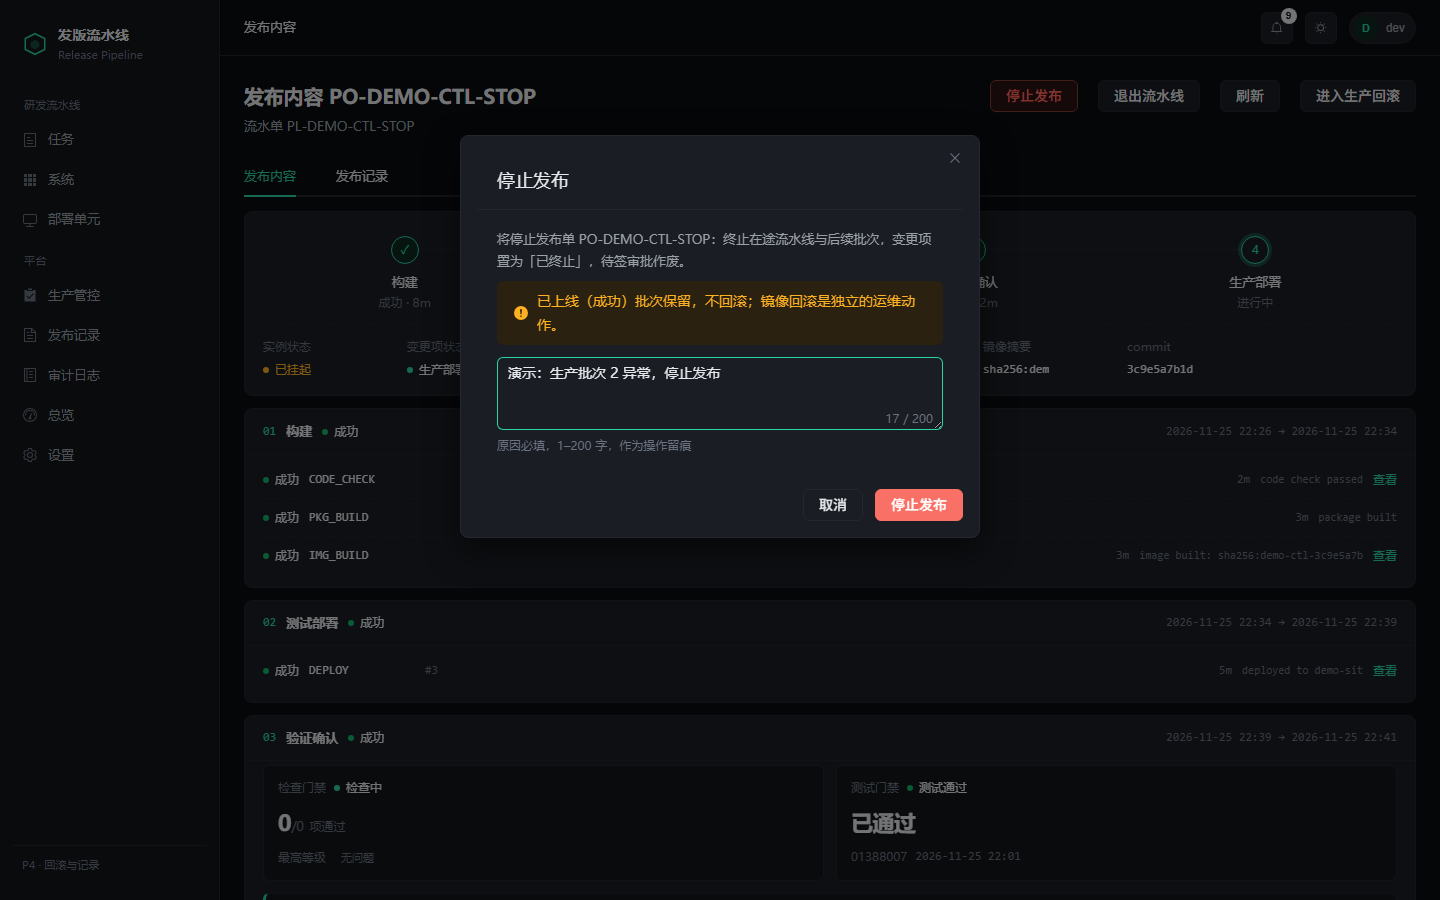 发版流水线
Release Pipeline
研发流水线
任务
系统
部署单元
平台
生产管控
发布记录
审计日志
总览
设置
P4 · 回滚与记录
发布内容
9
D dev
发布内容 PO-DEMO-CTL-STOP
流水单 PL-DEMO-CTL-STOP
停止发布 退出流水线 刷新 进入生产回滚
发布内容 发布记录
构建
成功 · 8m
确认
2m
4
生产部署
进行中
实例状态
已挂起
变更项状态
生产部署
镜像摘要
sha256:dem
commit
3c9e5a7b1d
停止发布
将停止发布单 PO-DEMO-CTL-STOP：终止在途流水线与后续批次，变更项
置为「已终止」，待签审批作废。
已上线（成功）批次保留，不回滚；镜像回滚是独立的运维动
作。
演示：生产批次 2 异常，停止发布
17 / 200
原因必填，1–200 字，作为操作留痕
取消 停止发布
01 构建 成功 2026-11-25 22:26 → 2026-11-25 22:34
成功 CODE_CHECK 2m code check passed 查看
成功 PKG_BUILD 3m package built
成功 IMG_BUILD 3m image built: sha256:demo-ctl-3c9e5a7b 查看
02 测试部署 成功 2026-11-25 22:34 → 2026-11-25 22:39
成功 DEPLOY #3 5m deployed to demo-sit 查看
03 验证确认 成功 2026-11-25 22:39 → 2026-11-25 22:41
检查门禁 检查中
0/0 项通过
最高等级 无问题
测试门禁 测试通过
已通过
01388007 2026-11-25 22:01